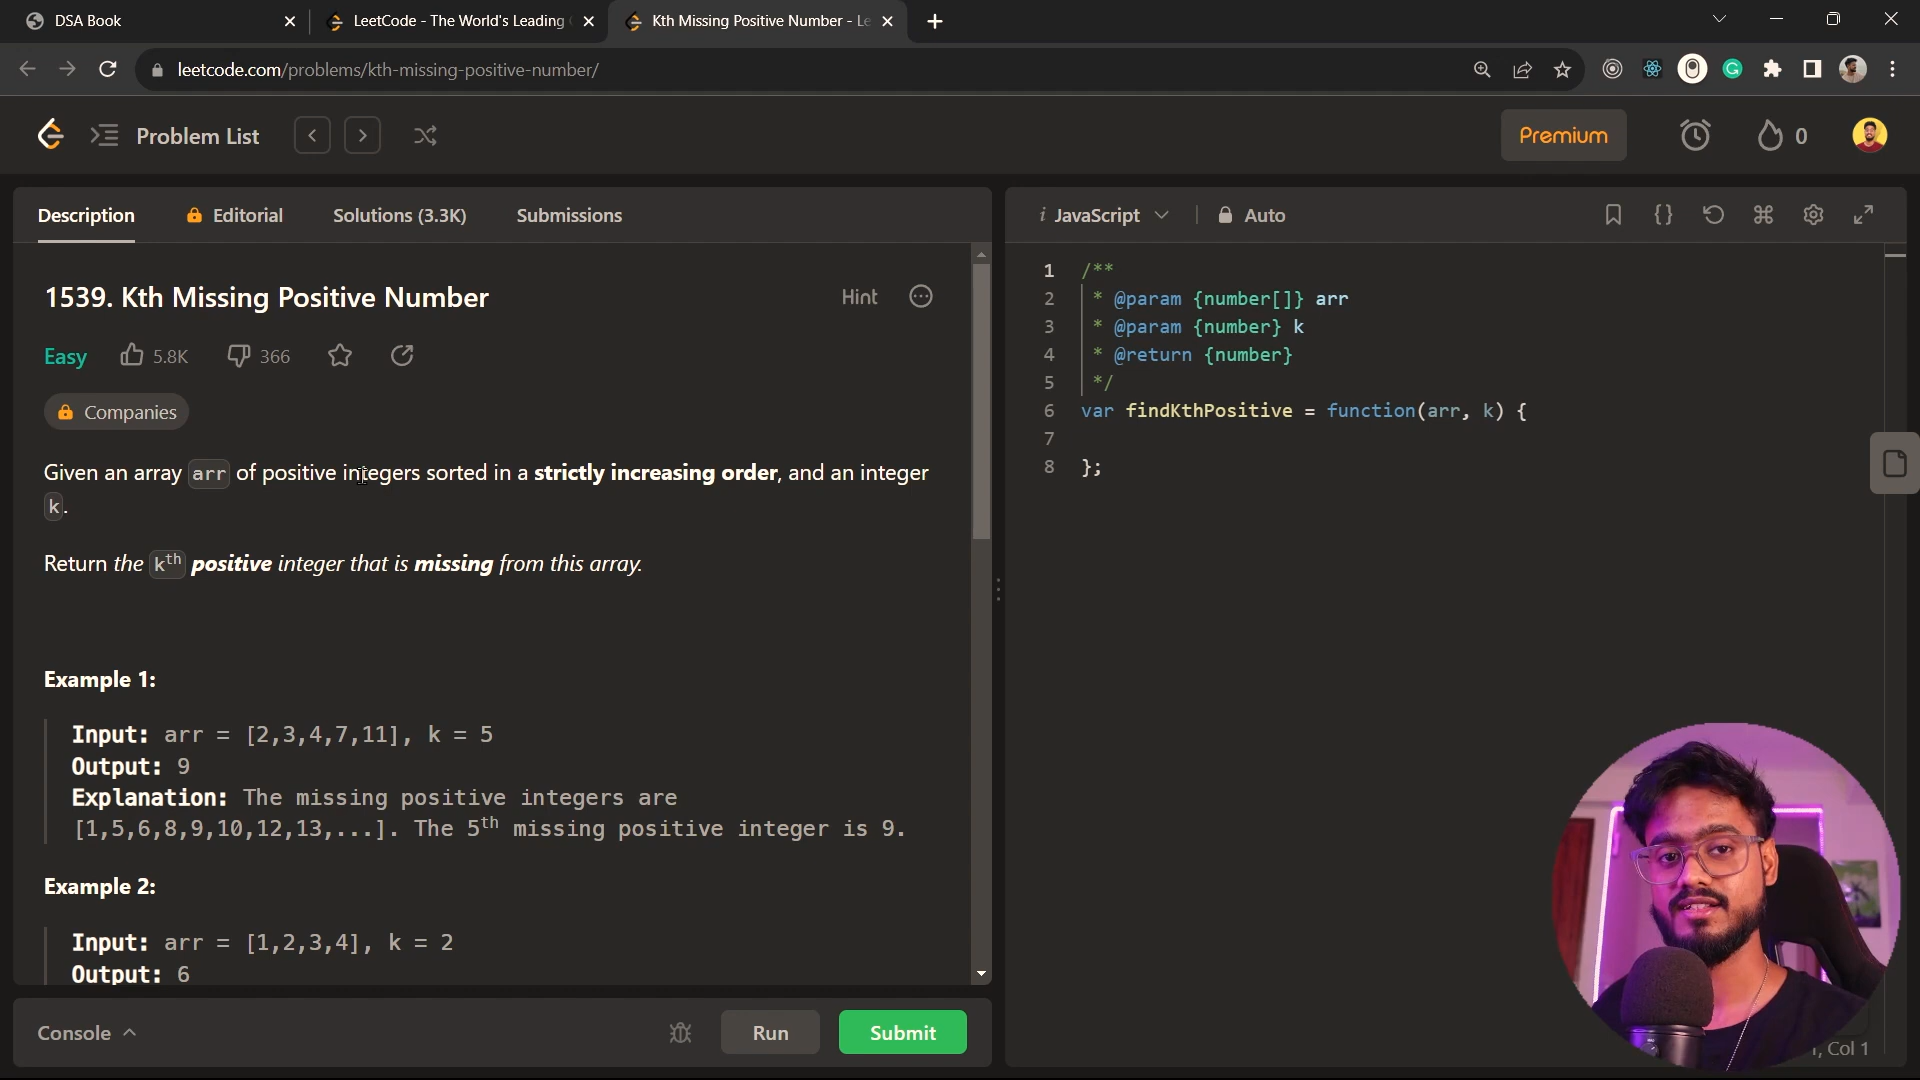 DSA Book
LeetCode - The World's Leading
Kth Missing Positive Number - Le
leetcode.com/problems/kth-missing-positive-number/
Problem List
Premium
0
Description
Editorial
Solutions (3.3K)
Submissions
1539. Kth Missing Positive Number
Hint
Easy
5.8K
366
Companies
Given an array arr of positive integers sorted in a strictly increasing order, and an integer
k.
Return the kth positive integer that is missing from this array.
Example 1:
Input: arr = [2,3,4,7,11], k = 5
Output: 9
Explanation: The missing positive integers are
[1,5,6,8,9,10,12,13,...]. The 5th missing positive integer is 9.
Example 2:
Input: arr = [1,2,3,4], k = 2
Output: 6
Console
Run
Submit
i JavaScript
Auto
1 /**
2 * @param {number[]} arr
3 * @param {number} k
4 * @return {number}
5 */
6 var findKthPositive = function(arr, k) {
7
8 };
Col 1